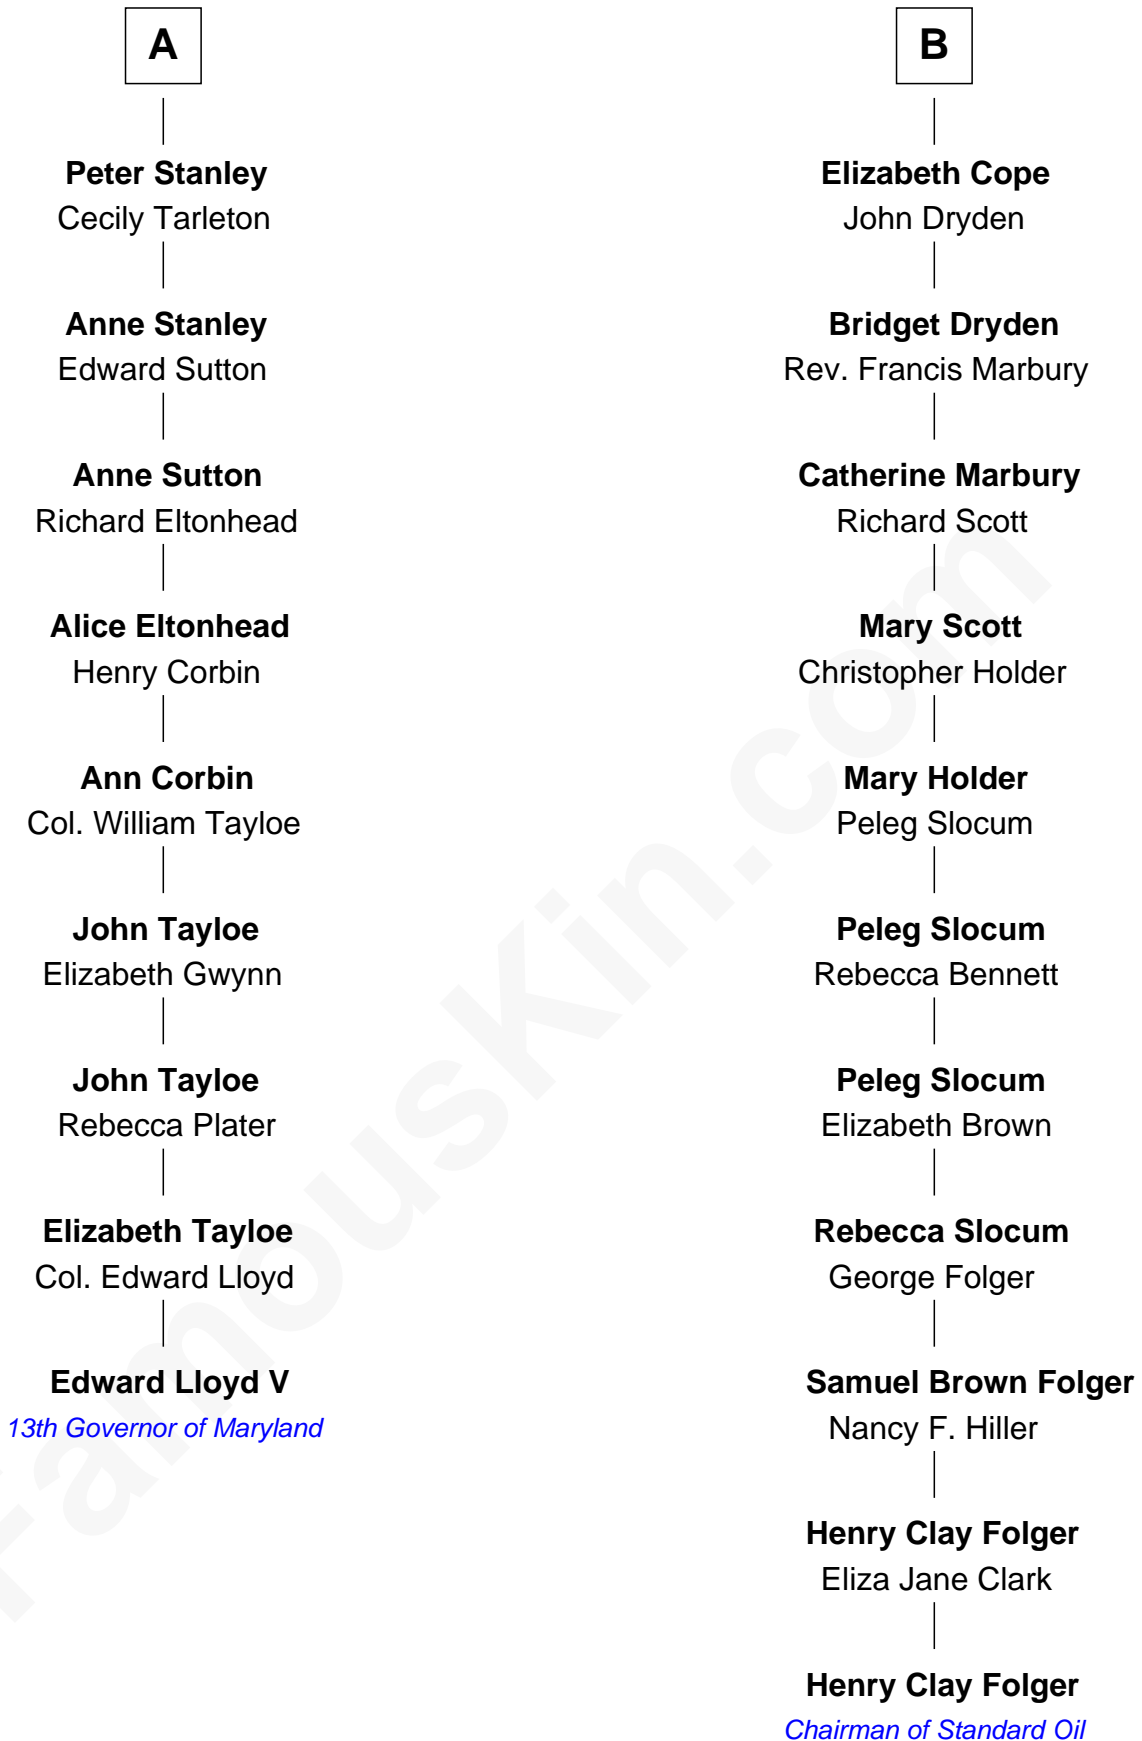 A
Peter Stanley
Cecily Tarleton
Anne Stanley
Edward Sutton
Anne Sutton
Richard Eltonhead
Alice Eltonhead
Henry Corbin
Ann Corbin
Col. William Tayloe
John Tayloe
Elizabeth Gwynn
John Tayloe
Rebecca Plater
Elizabeth Tayloe
Col. Edward Lloyd
Edward Lloyd V
13th Governor of Maryland
B
Elizabeth Cope
John Dryden
Bridget Dryden
Rev. Francis Marbury
Catherine Marbury
Richard Scott
Mary Scott
Christopher Holder
Mary Holder
Peleg Slocum
Peleg Slocum
Rebecca Bennett
Peleg Slocum
Elizabeth Brown
Rebecca Slocum
George Folger
Samuel Brown Folger
Nancy F. Hiller
Henry Clay Folger
Eliza Jane Clark
Henry Clay Folger
Chairman of Standard Oil
FamousKin.com